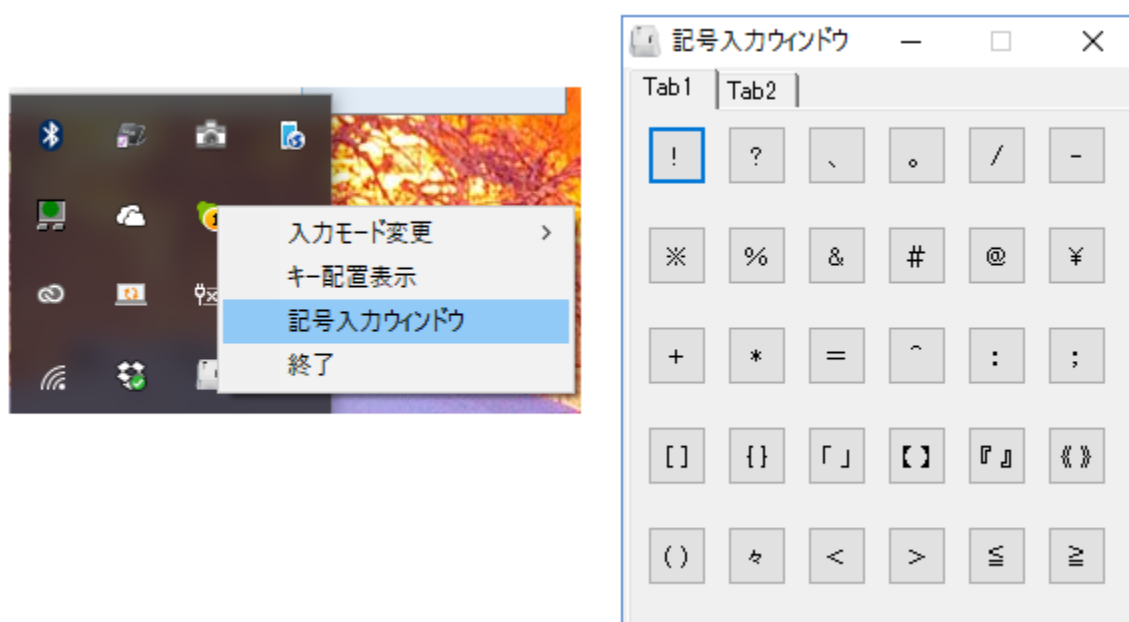 入力モード変更
キー配置表示
記号入力ウィンドウ
終了
記号入力ウィンドウ
Tab1 Tab2
! ? 、 。 / -
※ % & # @ ¥
+ * = ^ : ;
[] {} 「」 【】 『』 《》
() 々 < > ≦ ≧